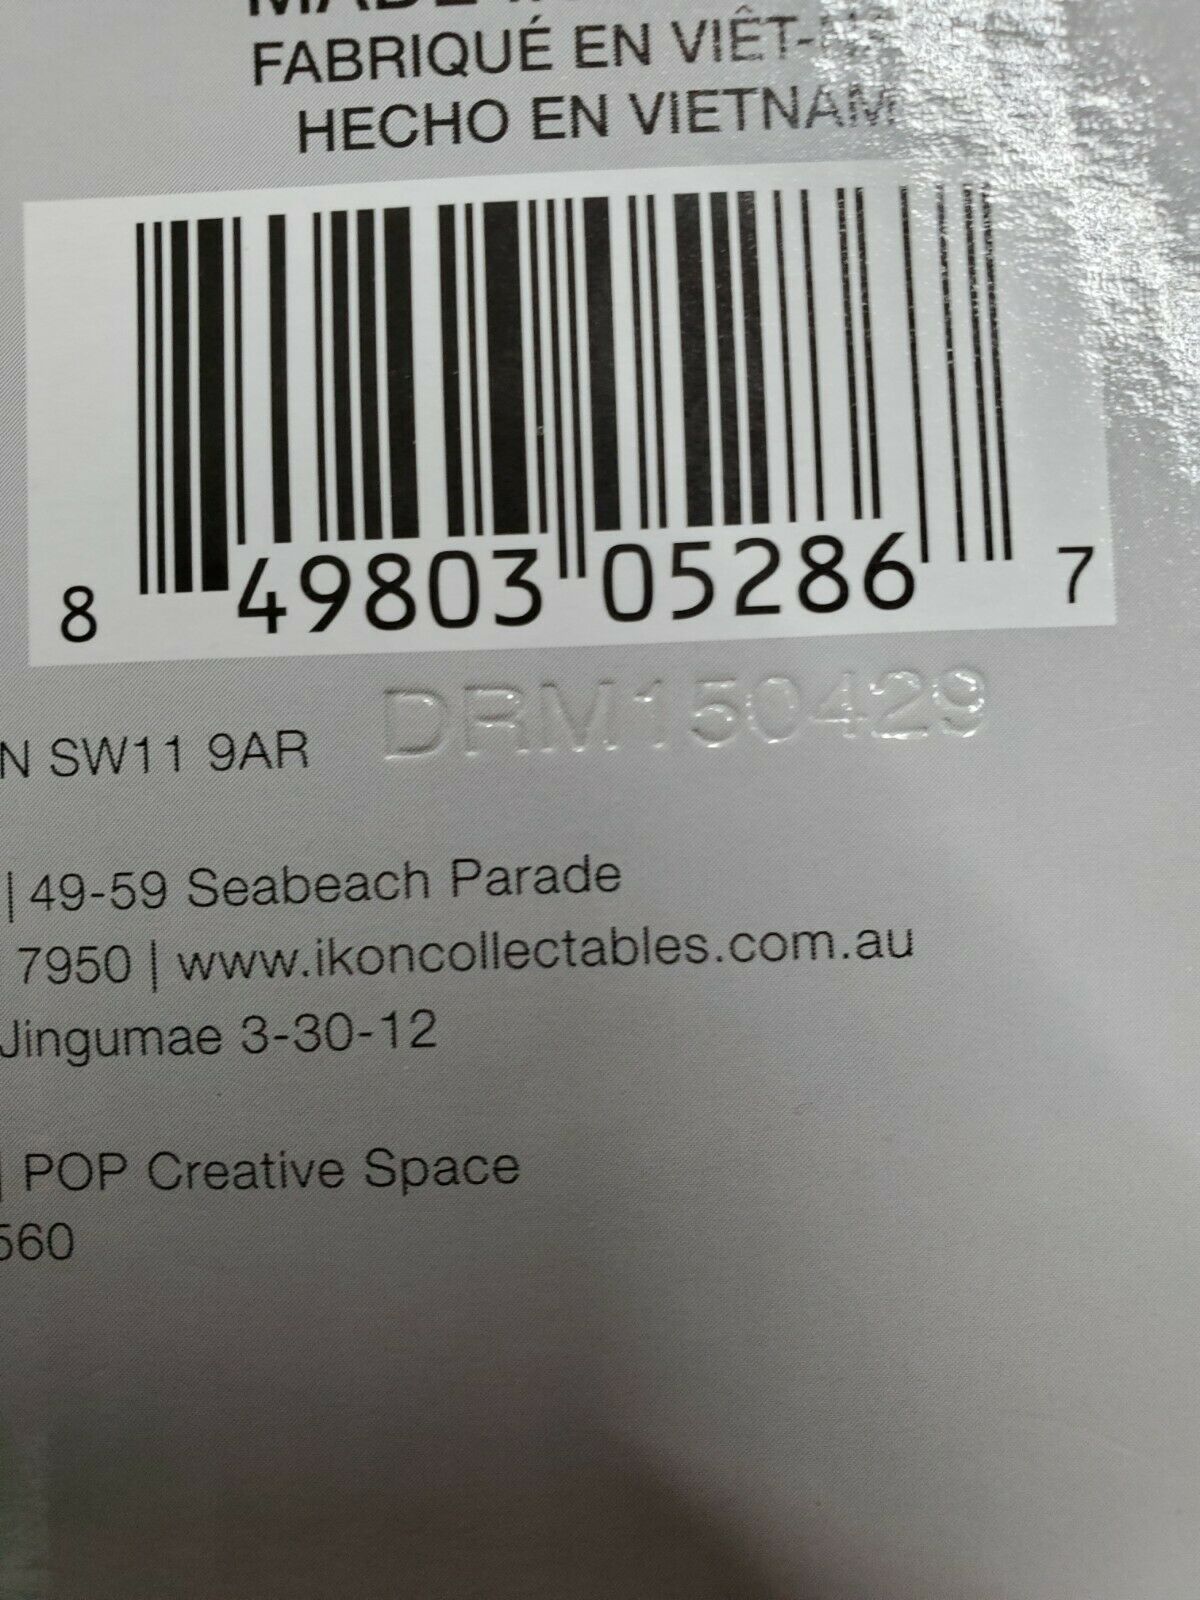 MADE
FABRIQUÉ EN VIÊT-
HECHO EN VIETNAM
8 49803 05286 7
DRM150429
N SW11 9AR
| 49-59 Seabeach Parade
7950 | www.ikoncollectables.com.au
Jingumae 3-30-12
| POP Creative Space
560